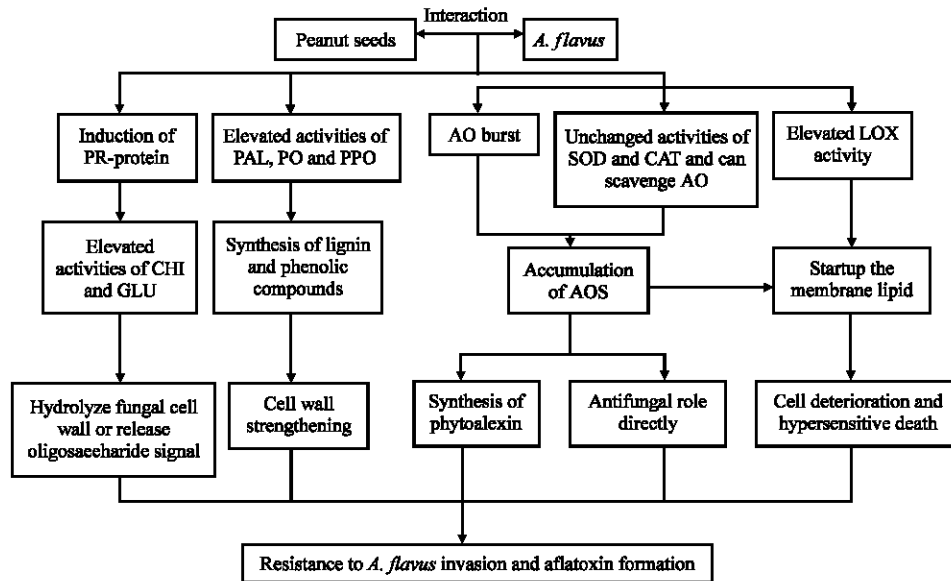 Interaction
Peanut seeds
A. flavus
Induction of
PR-protein
Elevated activities of
PAL, PO and PPO
AO burst
Unchanged activities of
SOD and CAT and can
scavenge AO
Elevated LOX
activity
Elevated
activities of CHI
and GLU
Synthesis of lignin
and phenolic
compounds
Accumulation
of AOS
Startup the
membrane lipid
Hydrolyze fungal cell
wall or release
oligosaeeharide signal
Cell wall
strengthening
Synthesis of
phytoalexin
Antifungal role
directly
Cell deterioration and
hypersensitive death
Resistance to A. flavus invasion and aflatoxin formation